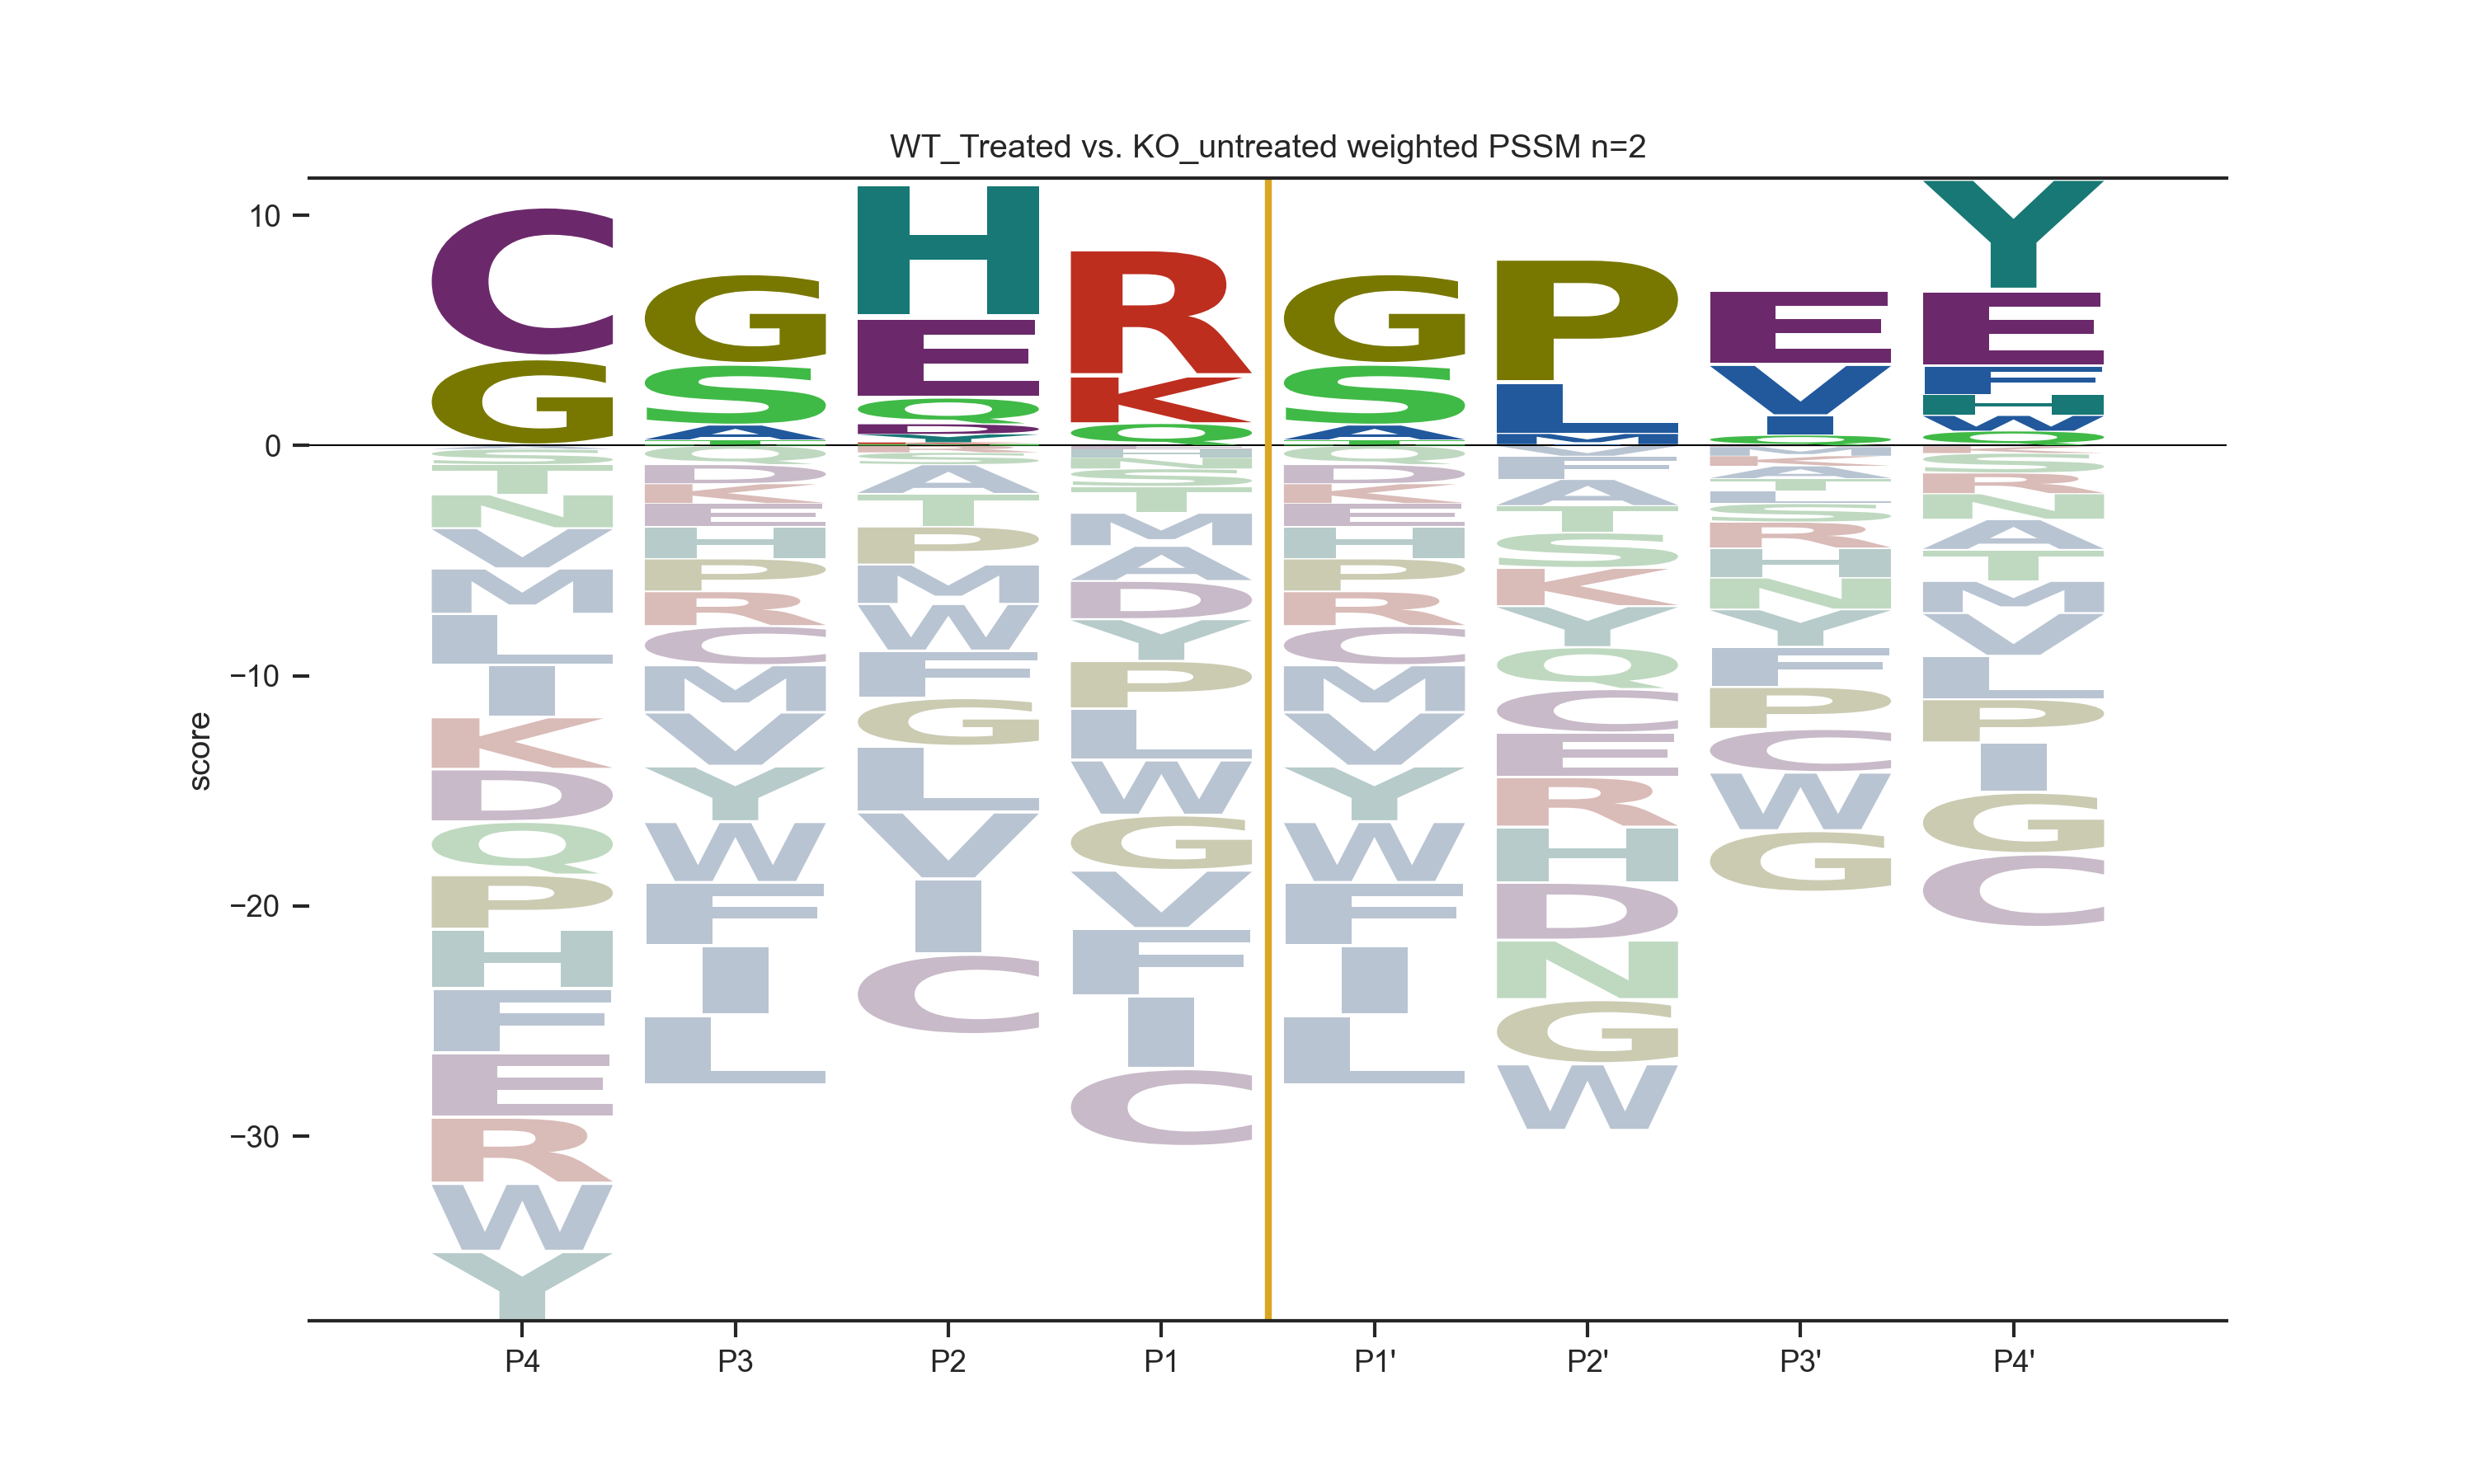 WT_Treated vs. KO_untreated weighted PSSM n=2
score
10
0
−10
−20
−30
C G S T N V M L I K D Q P H F E R W Y
G S A Q D K E H P R C M V Y W F I L
H E Q D A T P M W F G L V I C
R K Q N S T M A D Y P L W G V F I C
G S A Q D K E H P R C M V Y W F I L
P L F A T S K Y Q C E R H D N G W
E V I Q K A T L S R H N Y F P C W G
Y E F H Q K S R N A T M V L P I G C
P4 P3 P2 P1 P1' P2' P3' P4'